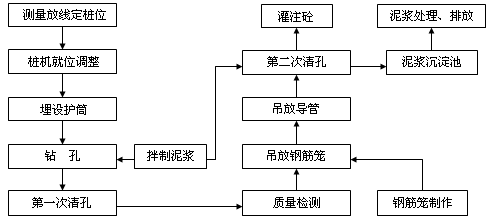 测量放线定桩位
灌注砼
泥浆处理、排放
桩机就位调整
第二次清孔
泥浆沉淀池
埋设护筒
吊放导管
钻 孔
拌制泥浆
吊放钢筋笼
第一次清孔
质量检测
钢筋笼制作